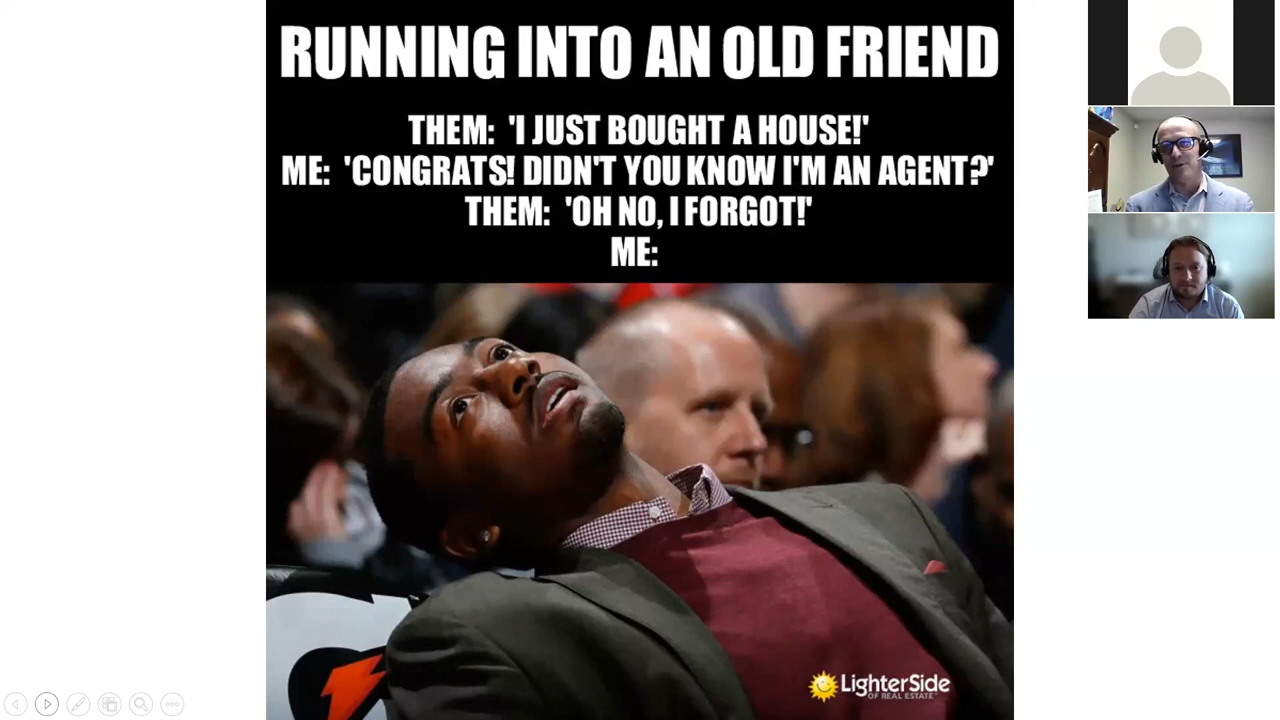 RUNNING INTO AN OLD FRIEND
THEM: 'I JUST BOUGHT A HOUSE!'
ME: 'CONGRATS! DIDN'T YOU KNOW I'M AN AGENT?'
THEM: 'OH NO, I FORGOT!'
ME:
LighterSide
OF REAL ESTATE